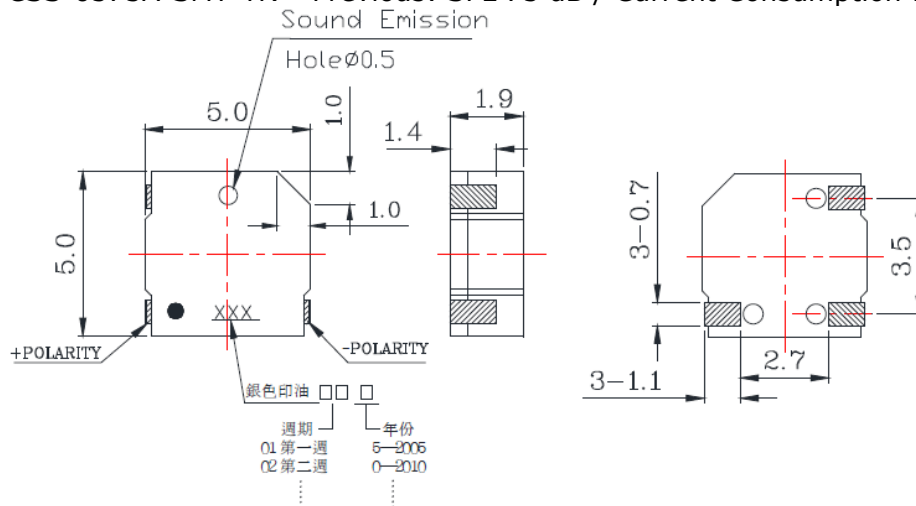 Sound Emission
HoleØ0.5
5.0
1.0
1.9
1.4
1.0
5.0
3-0.7
3.5
XXX
+POLARITY
-POLARITY
2.7
3-1.1
銀色印油 □□ □
週期 年份
01 第一週 5—2005
02 第二週 0—2010